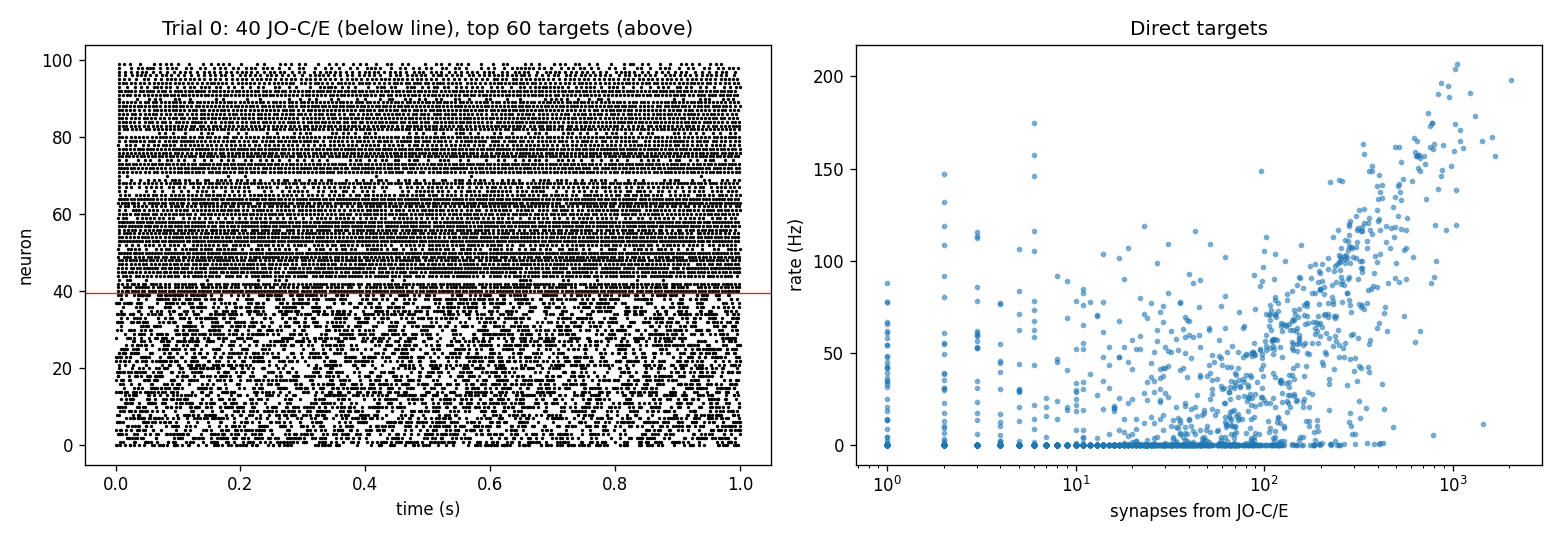 Trial 0: 40 JO-C/E (below line), top 60 targets (above)
neuron
100
80
60
40
20
0
0.0 0.2 0.4 0.6 0.8 1.0
time (s)
Direct targets
rate (Hz)
200
150
100
50
0
10⁰ 10¹ 10² 10³
synapses from JO-C/E